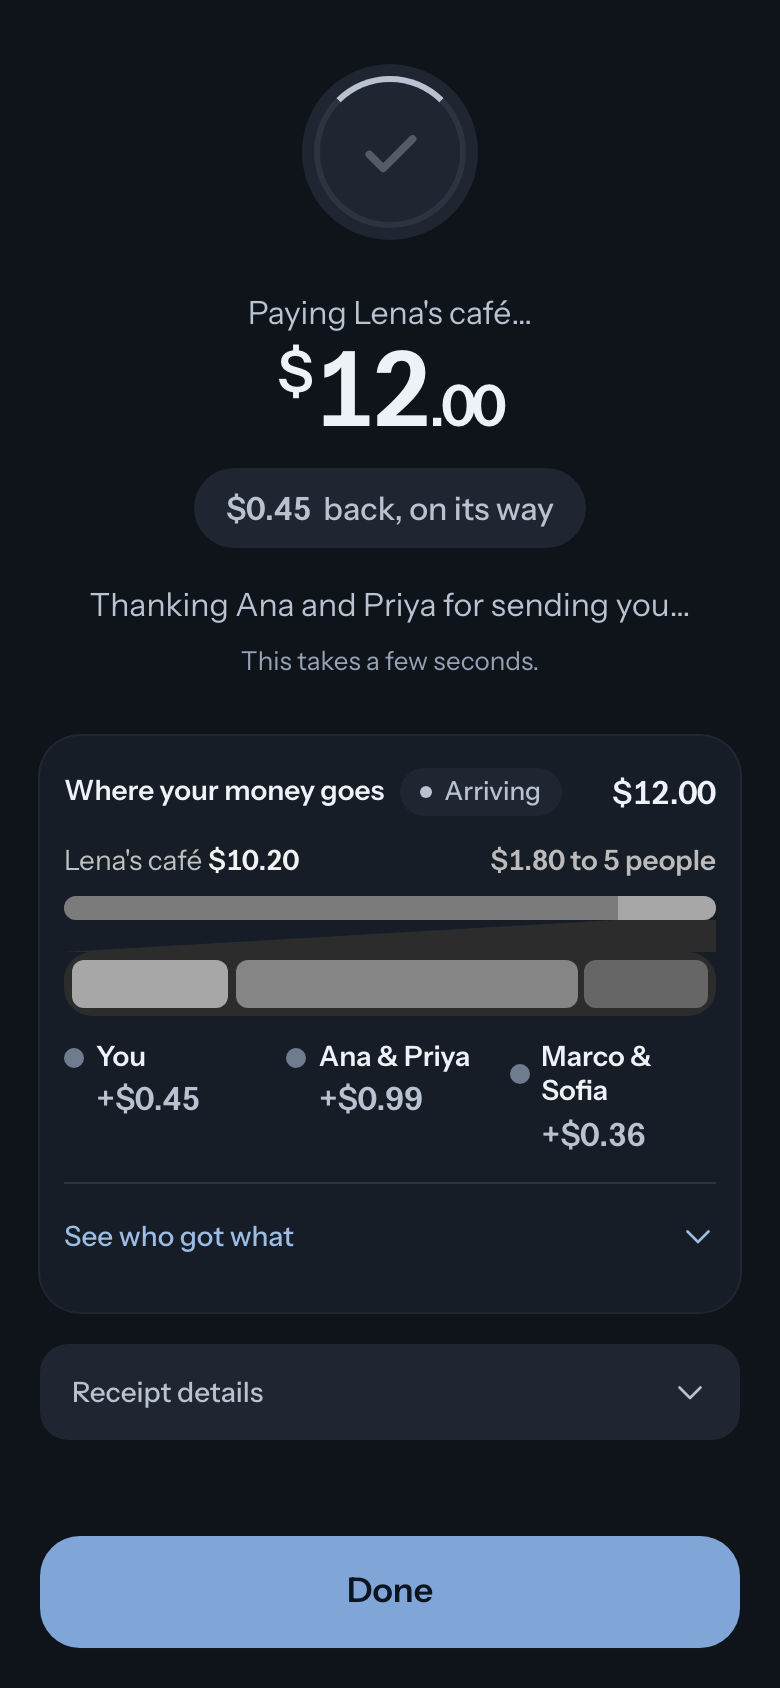 Paying Lena's café...
$12.00
$0.45 back, on its way
Thanking Ana and Priya for sending you...
This takes a few seconds.
Where your money goes Arriving $12.00
Lena's café $10.20 $1.80 to 5 people
You Ana & Priya Marco &
Sofia
+$0.45 +$0.99 +$0.36
See who got what
Receipt details
Done